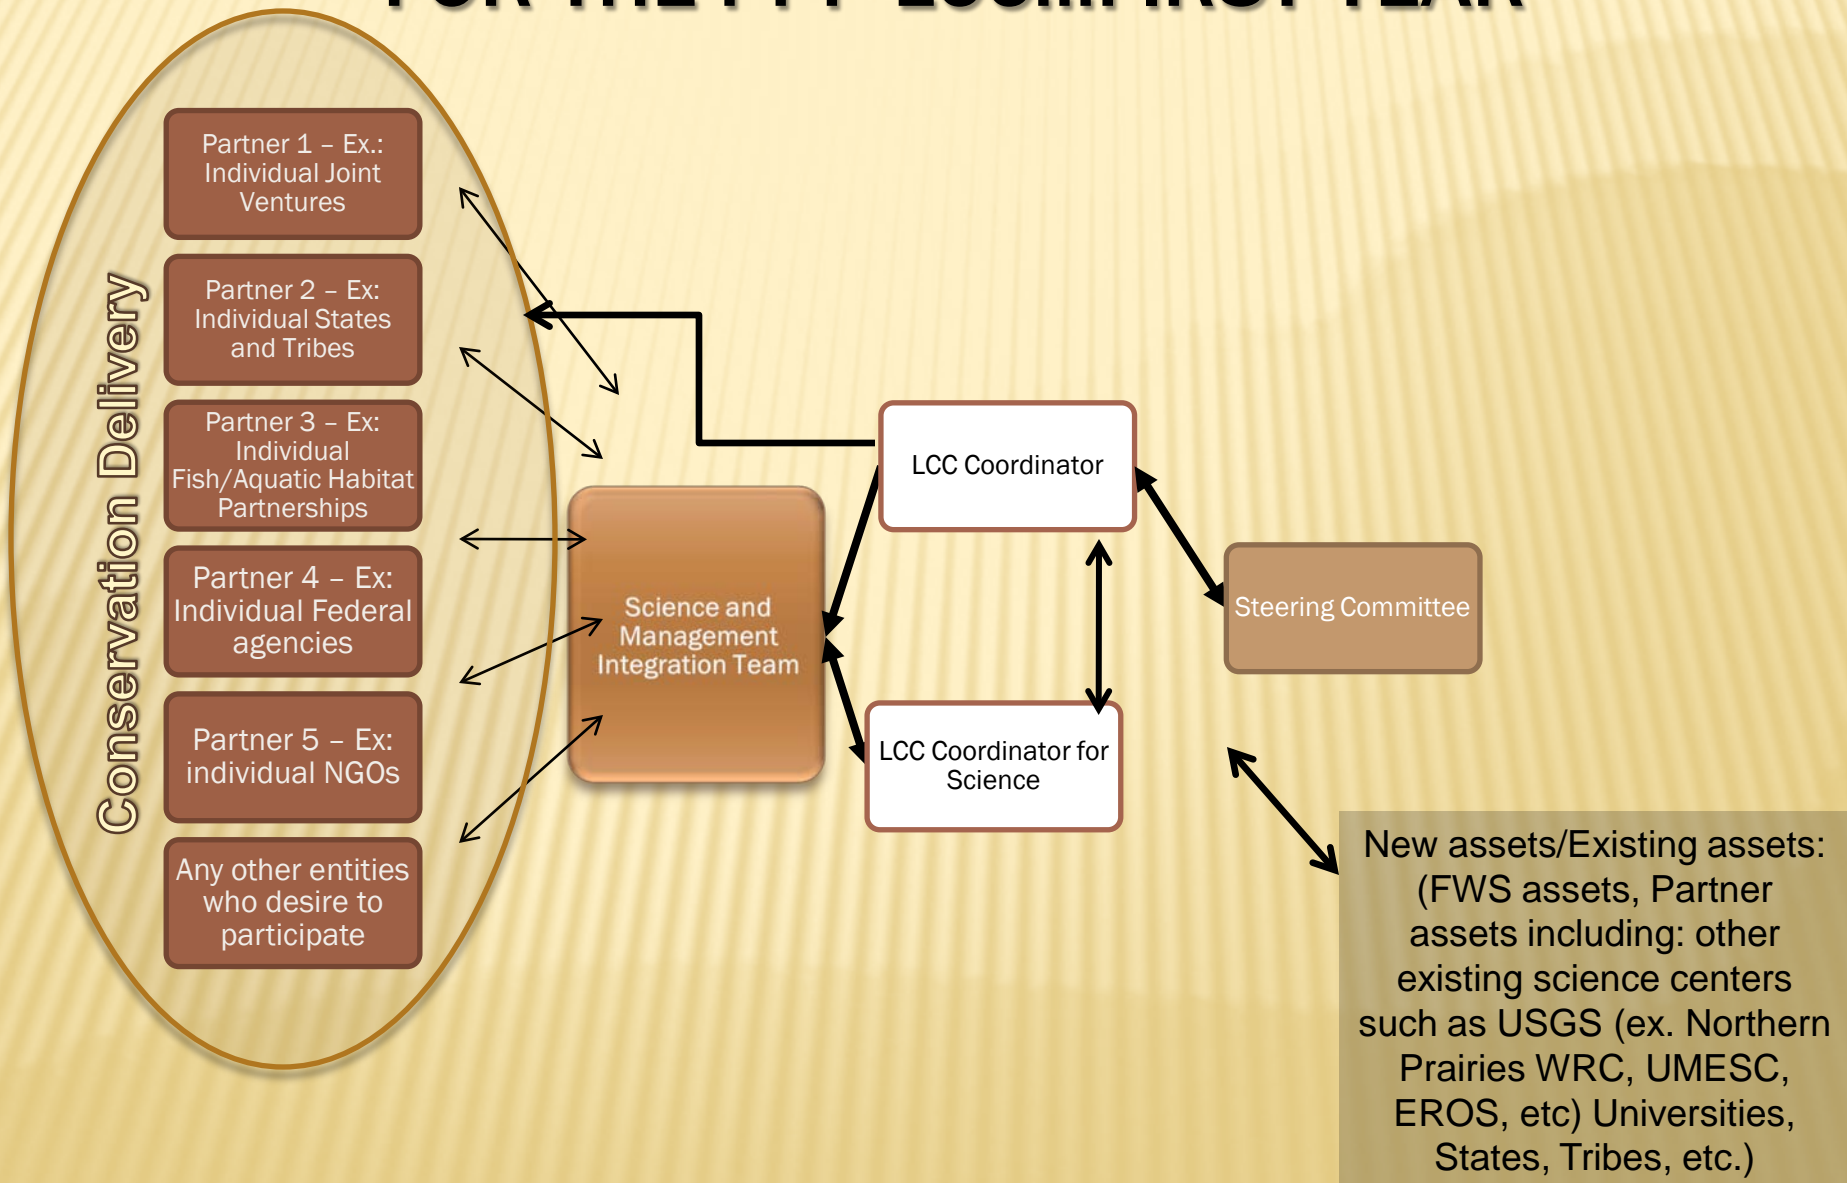 FIRST YEAR
Conservation Delivery
Partner 1 – Ex.:
Individual Joint
Ventures
Partner 2 – Ex:
Individual States
and Tribes
Partner 3 – Ex:
Individual
Fish/Aquatic Habitat
Partnerships
Partner 4 – Ex:
Individual Federal
agencies
Partner 5 – Ex:
individual NGOs
Any other entities
who desire to
participate
Science and
Management
Integration Team
LCC Coordinator
LCC Coordinator for
Science
Steering Committee
New assets/Existing assets:
(FWS assets, Partner
assets including: other
existing science centers
such as USGS (ex. Northern
Prairies WRC, UMESC,
EROS, etc) Universities,
States, Tribes, etc.)